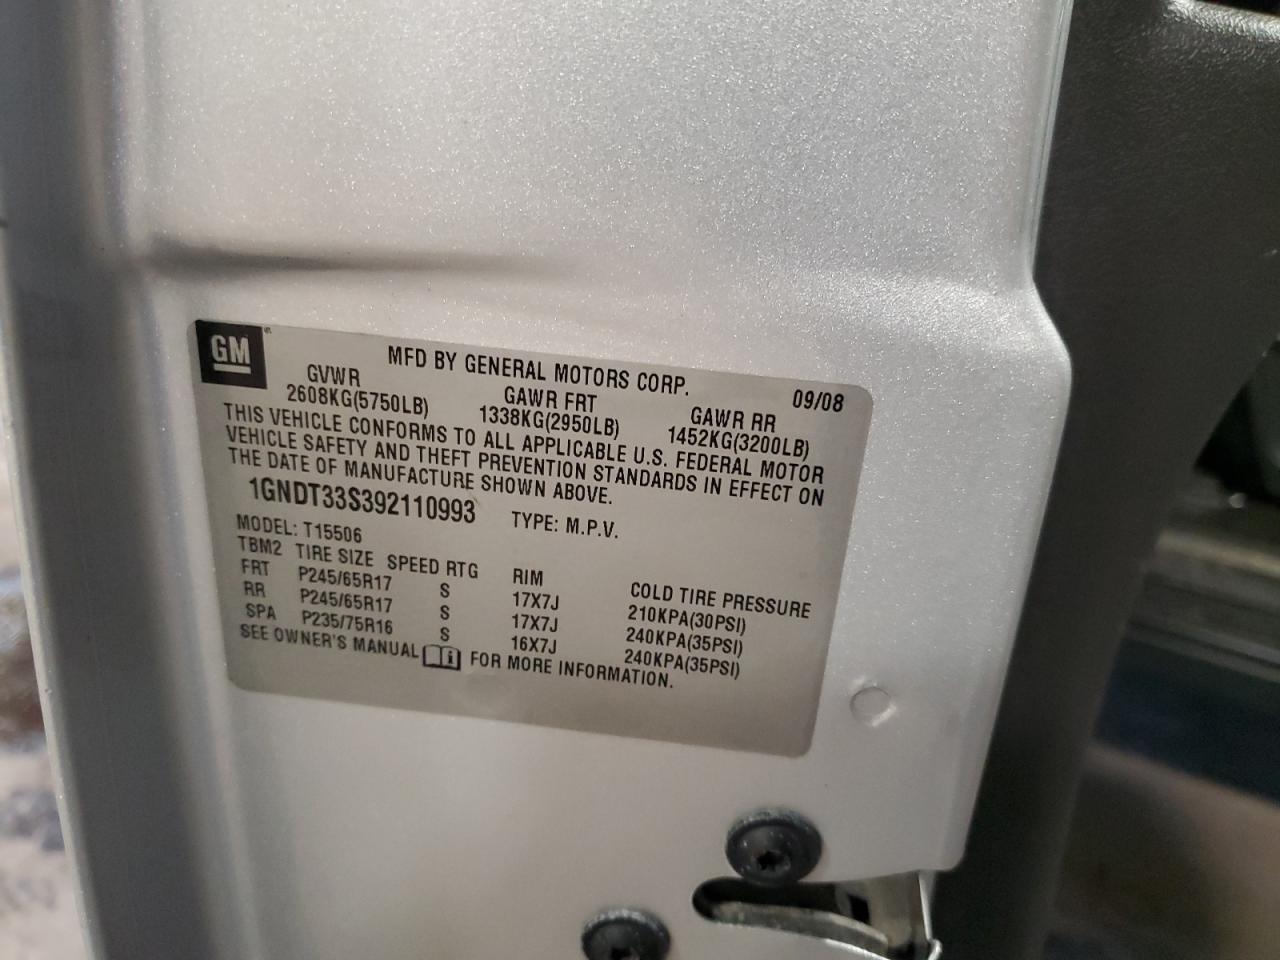 GM
MFD BY GENERAL MOTORS CORP. 09/08
GVWR GAWR FRT GAWR RR
2608KG(5750LB) 1338KG(2950LB) 1452KG(3200LB)
THIS VEHICLE CONFORMS TO ALL APPLICABLE U.S. FEDERAL MOTOR
VEHICLE SAFETY AND THEFT PREVENTION STANDARDS IN EFFECT ON
THE DATE OF MANUFACTURE SHOWN ABOVE.
1GNDT33S392110993 TYPE: M.P.V.
MODEL: T15506
TBM2 TIRE SIZE SPEED RTG RIM COLD TIRE PRESSURE
FRT P245/65R17 S 17X7J 210KPA(30PSI)
RR P245/65R17 S 17X7J 240KPA(35PSI)
SPA P235/75R16 S 16X7J 240KPA(35PSI)
SEE OWNER'S MANUAL i FOR MORE INFORMATION.